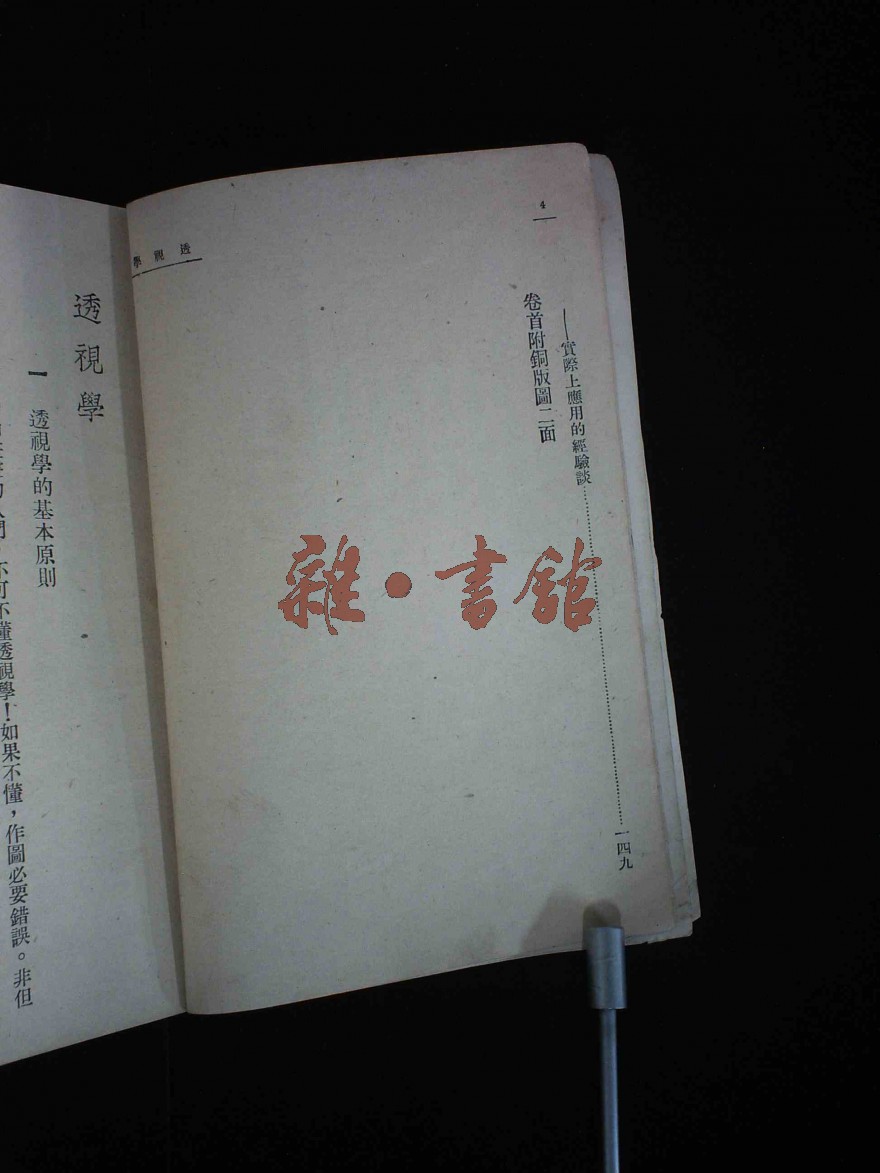 4
透視學
——實際上應用的經驗談……一四九
卷首附銅版圖二面
雜•書館
透視學
一 透視學的基本原則
不可不懂透視學！如果不懂，作圖必要錯誤。非但